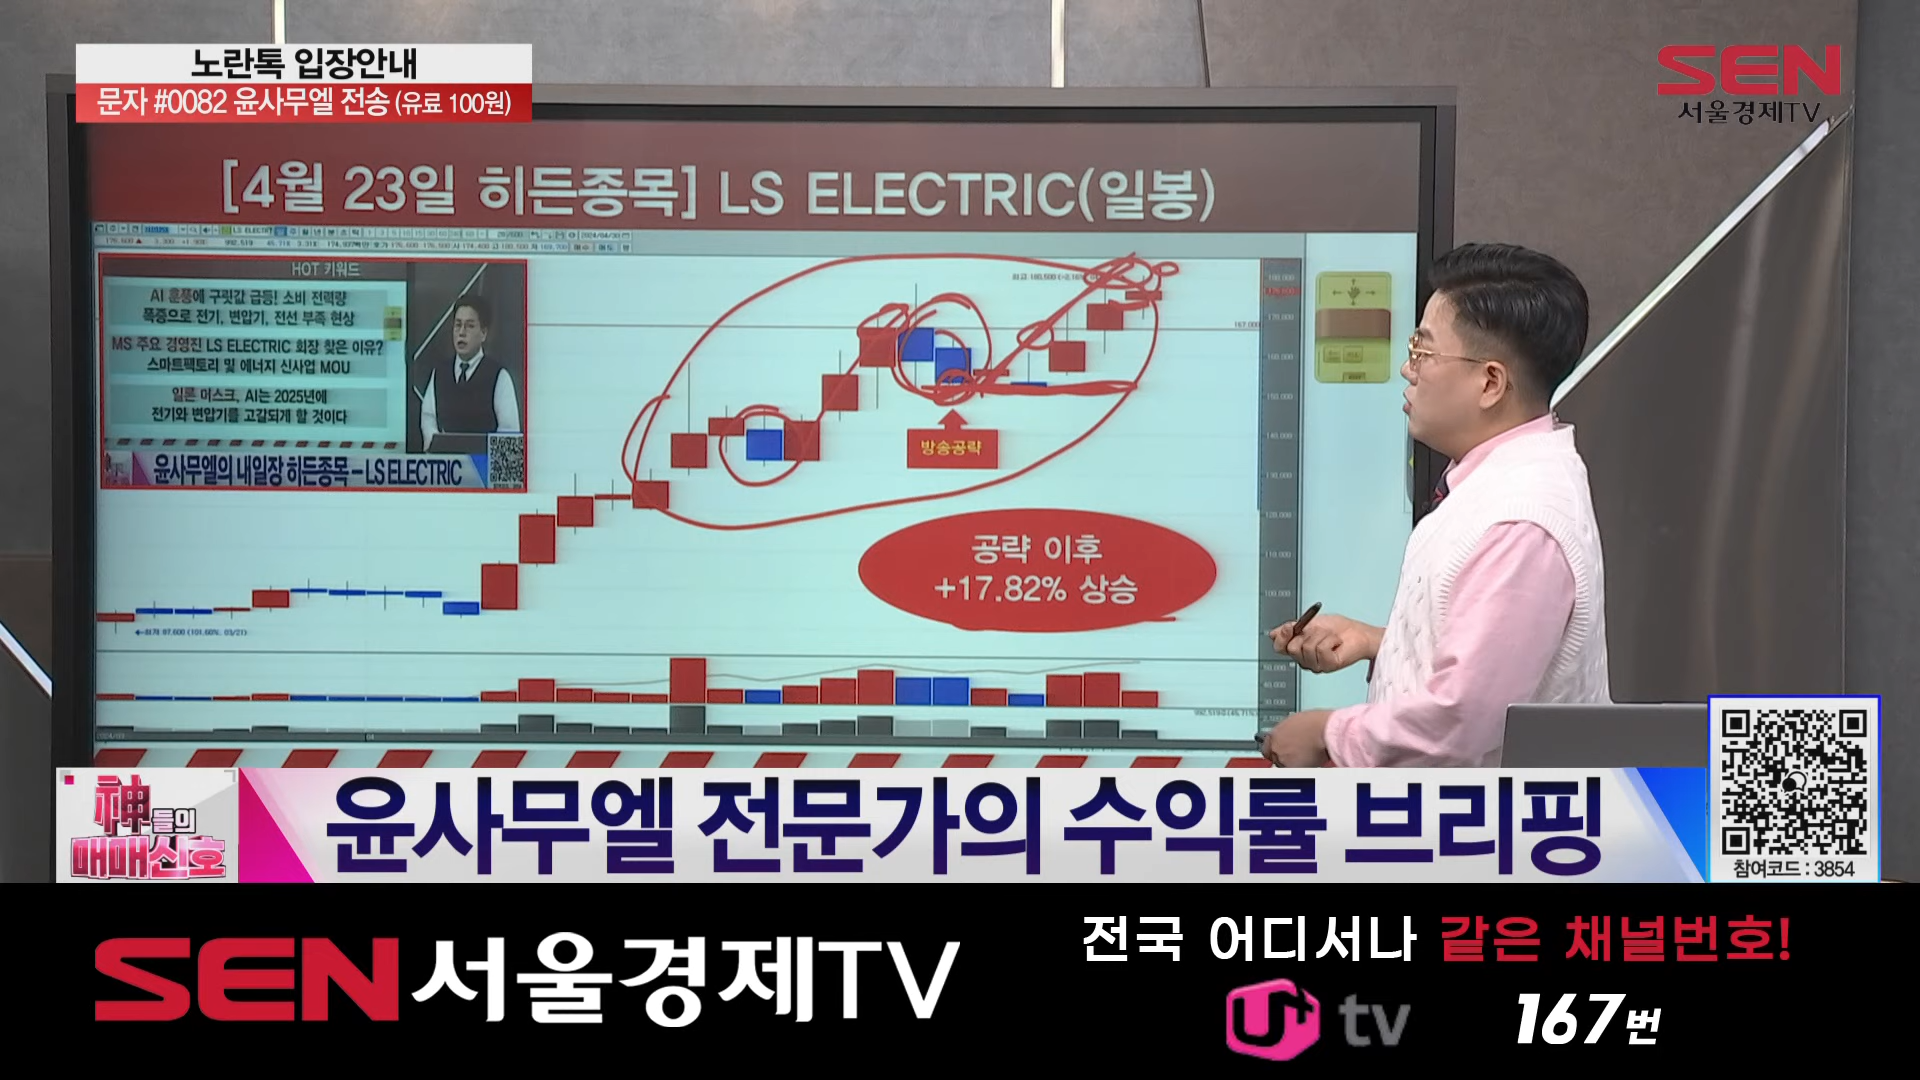 노란톡 입장안내
문자 #0082 윤사무엘 전송 (유료 100원)
SEN
서울경제TV
[4월 23일 히든종목] LS ELECTRIC(일봉)
HOT 키워드
AI 훈풍에 구릿값 급등! 소비 전력량
폭증으로 전기, 변압기, 전선 부족 현상
MS 주요 경영진 LS ELECTRIC 회장 찾은 이유?
스마트팩토리 및 에너지 신사업 MOU
일론 머스크, AI는 2025년에
전기와 변압기를 고갈되게 할 것이다
윤사무엘의 내일장 히든종목 - LS ELECTRIC
방송공략
공략 이후
+17.82% 상승
神들의
매매신호
윤사무엘 전문가의 수익률 브리핑
참여코드 : 3854
SEN 서울경제TV
전국 어디서나 같은 채널번호!
U+ tv
167번